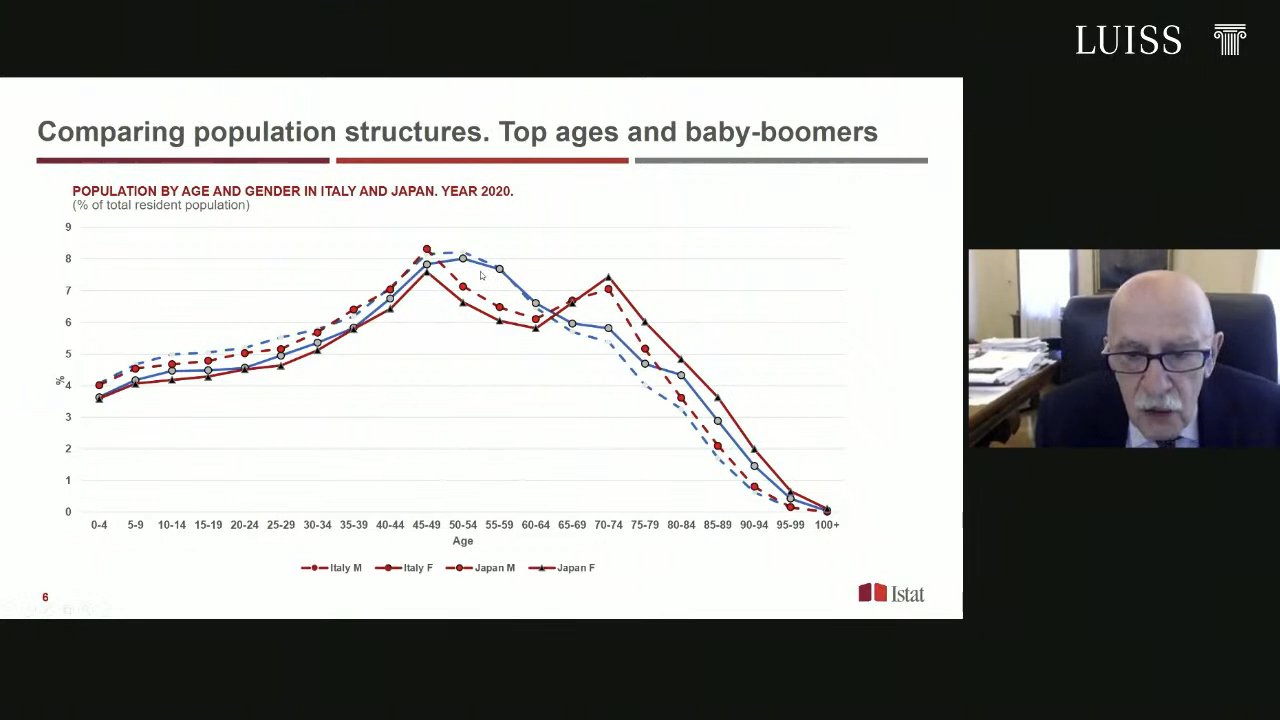 LUISS
Comparing population structures. Top ages and baby-boomers
POPULATION BY AGE AND GENDER IN ITALY AND JAPAN. YEAR 2020.
(% of total resident population)
9
8
7
6
5
4
3
2
1
0
%
0-4 5-9 10-14 15-19 20-24 25-29 30-34 35-39 40-44 45-49 50-54 55-59 60-64 65-69 70-74 75-79 80-84 85-89 90-94 95-99 100+
Age
Italy M Italy F Japan M Japan F
6
Istat